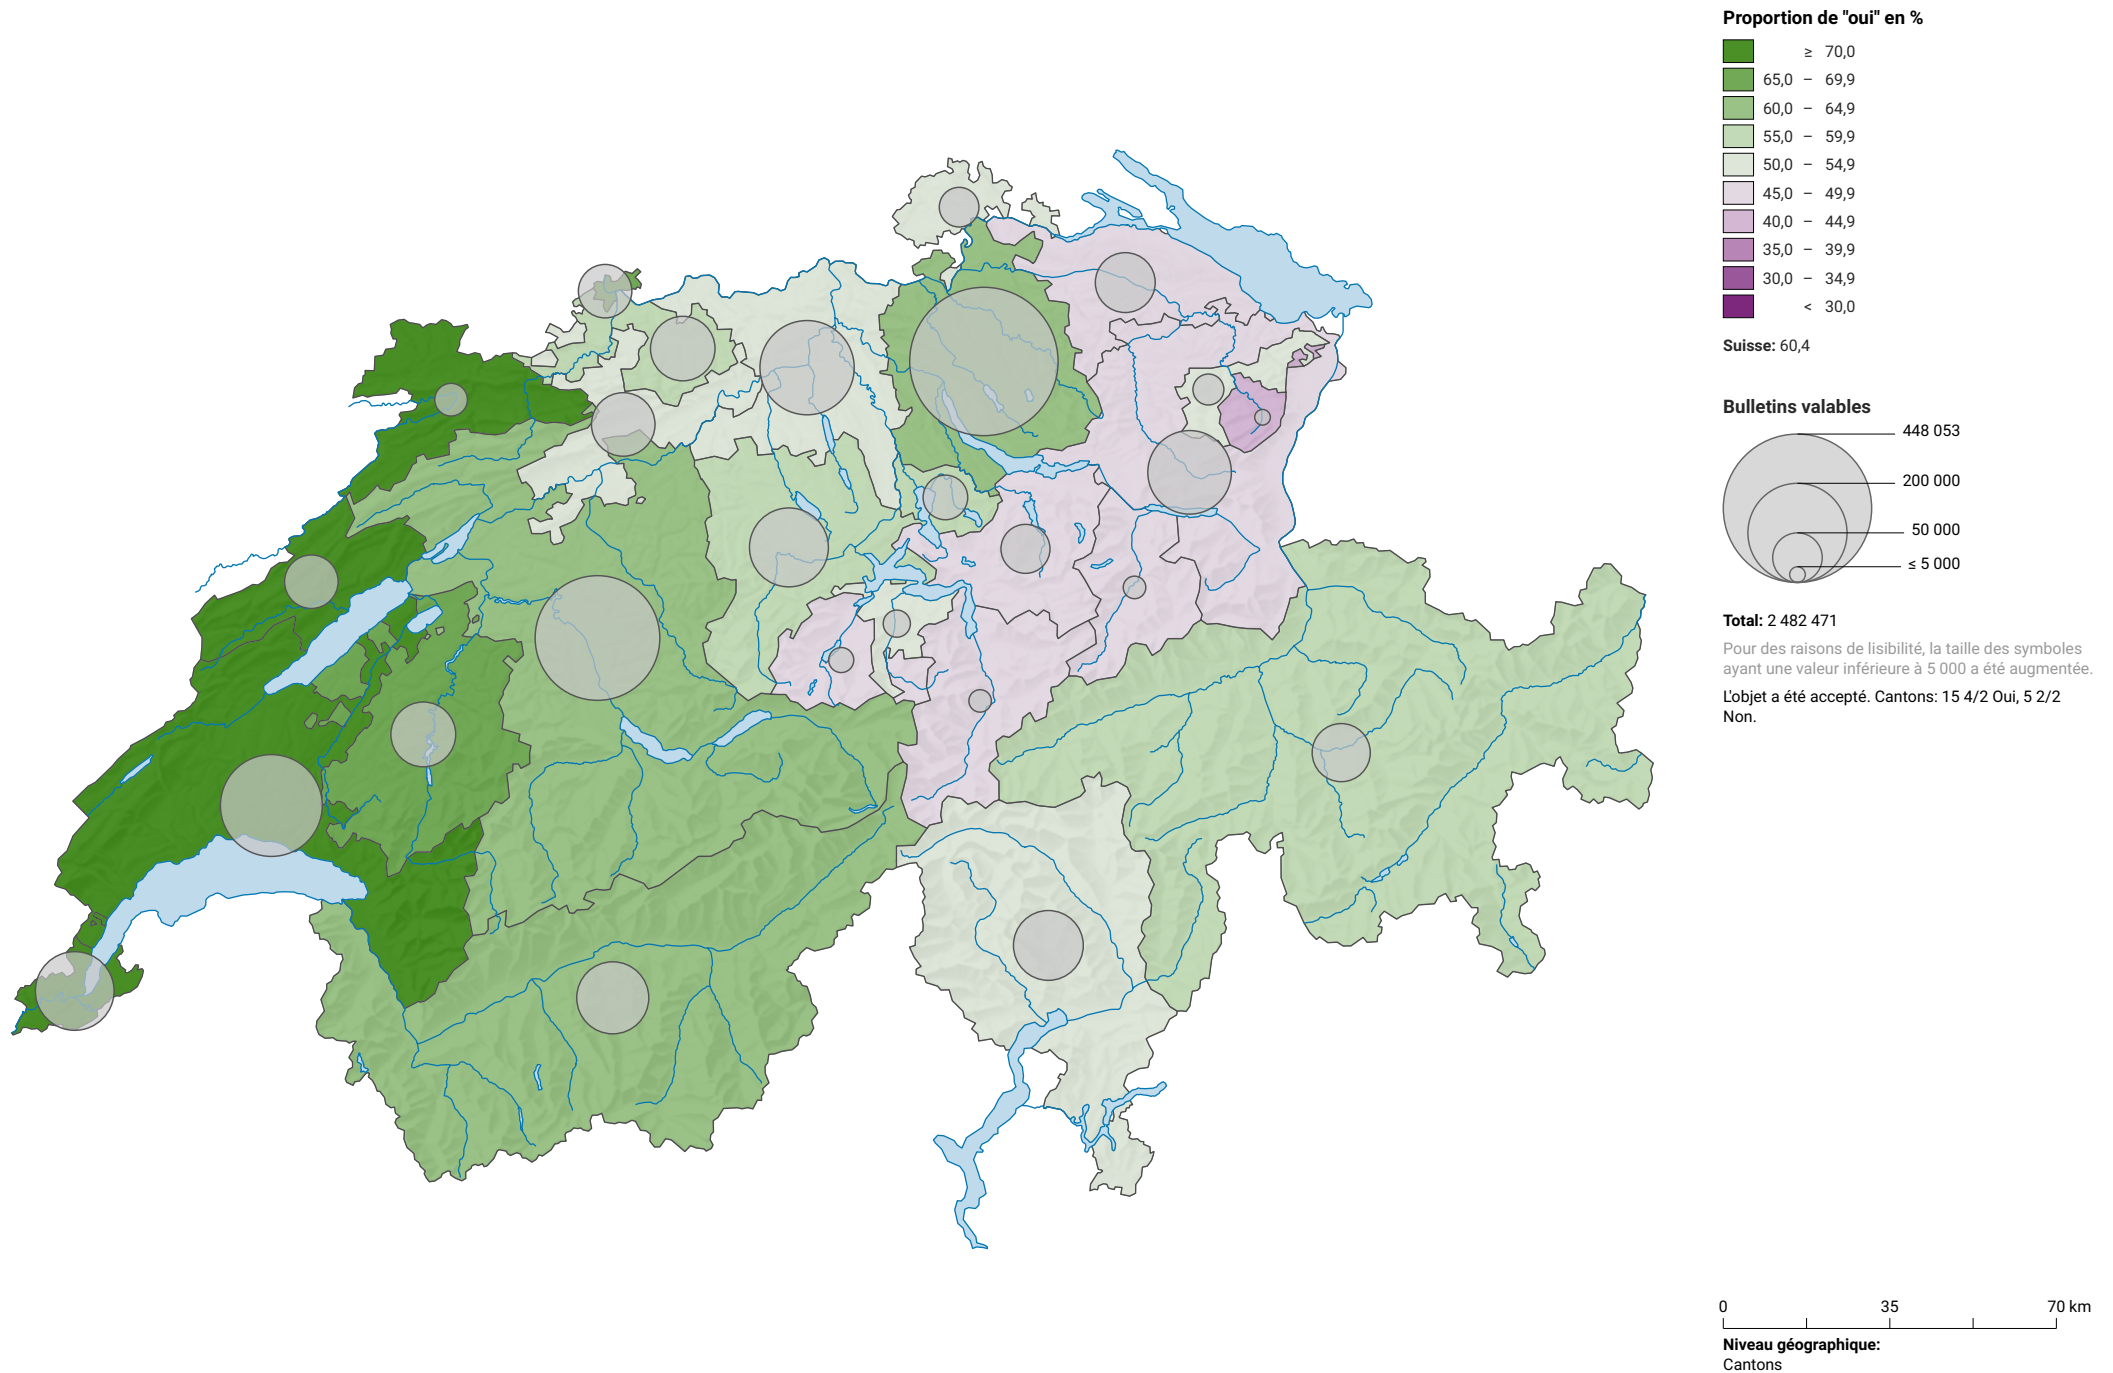 Proportion de "oui" en %
≥ 70,0
65,0 – 69,9
60,0 – 64,9
55,0 – 59,9
50,0 – 54,9
45,0 – 49,9
40,0 – 44,9
35,0 – 39,9
30,0 – 34,9
< 30,0
Suisse: 60,4
Bulletins valables
448 053
200 000
50 000
≤ 5 000
Total: 2 482 471
Pour des raisons de lisibilité, la taille des symboles
ayant une valeur inférieure à 5 000 a été augmentée.
L'objet a été accepté. Cantons: 15 4/2 Oui, 5 2/2
Non.
0 35 70 km
Niveau géographique:
Cantons